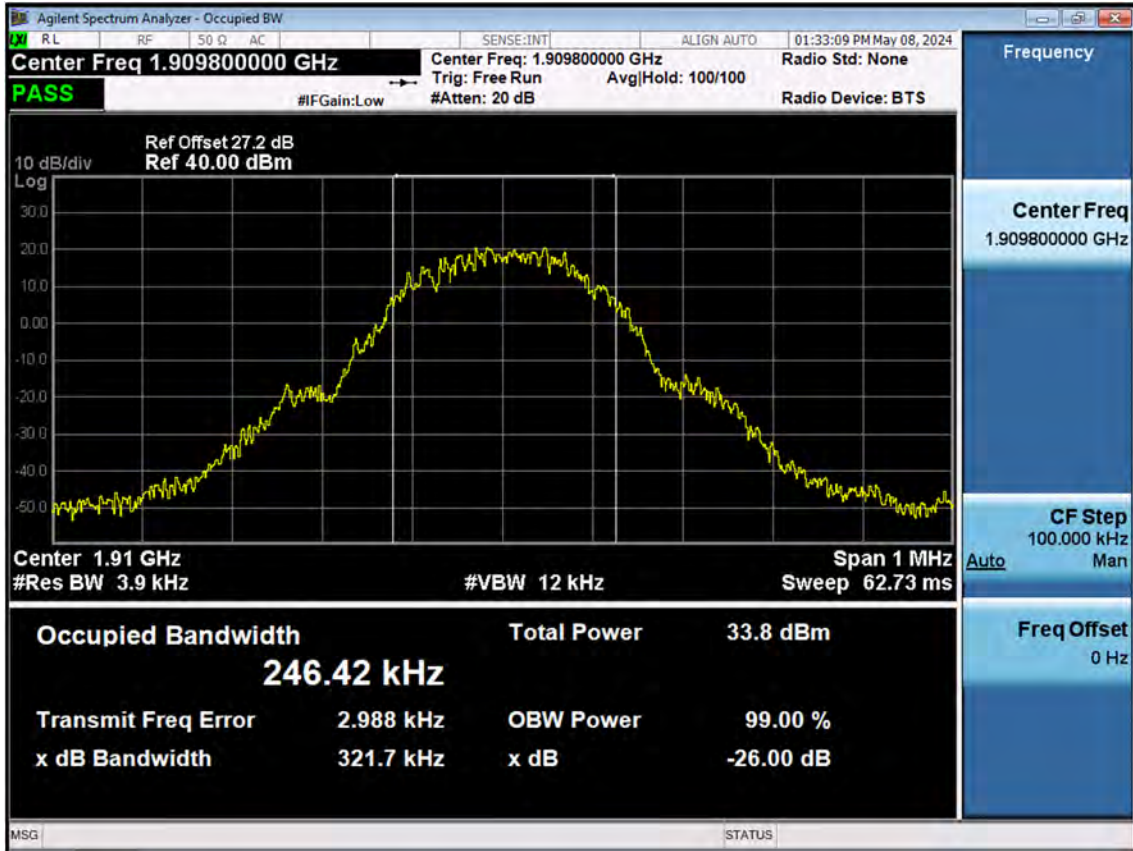 Agilent Spectrum Analyzer - Occupied BW
LXI RL RF 50 Ω AC SENSE:INT ALIGN AUTO 01:33:09 PM May 08, 2024
Center Freq 1.909800000 GHz
Center Freq: 1.909800000 GHz
Radio Std: None
Trig: Free Run Avg|Hold: 100/100
PASS
#IFGain:Low
#Atten: 20 dB
Radio Device: BTS
Ref Offset 27.2 dB
10 dB/div Ref 40.00 dBm
Log
30.0
20.0
10.0
0.00
-10.0
-20.0
-30.0
-40.0
-50.0
Center 1.91 GHz Span 1 MHz
#Res BW 3.9 kHz #VBW 12 kHz Sweep 62.73 ms
Occupied Bandwidth Total Power 33.8 dBm
246.42 kHz
Transmit Freq Error 2.988 kHz OBW Power 99.00 %
x dB Bandwidth 321.7 kHz x dB -26.00 dB
Frequency
Center Freq
1.909800000 GHz
CF Step
100.000 kHz
Auto Man
Freq Offset
0 Hz
MSG STATUS